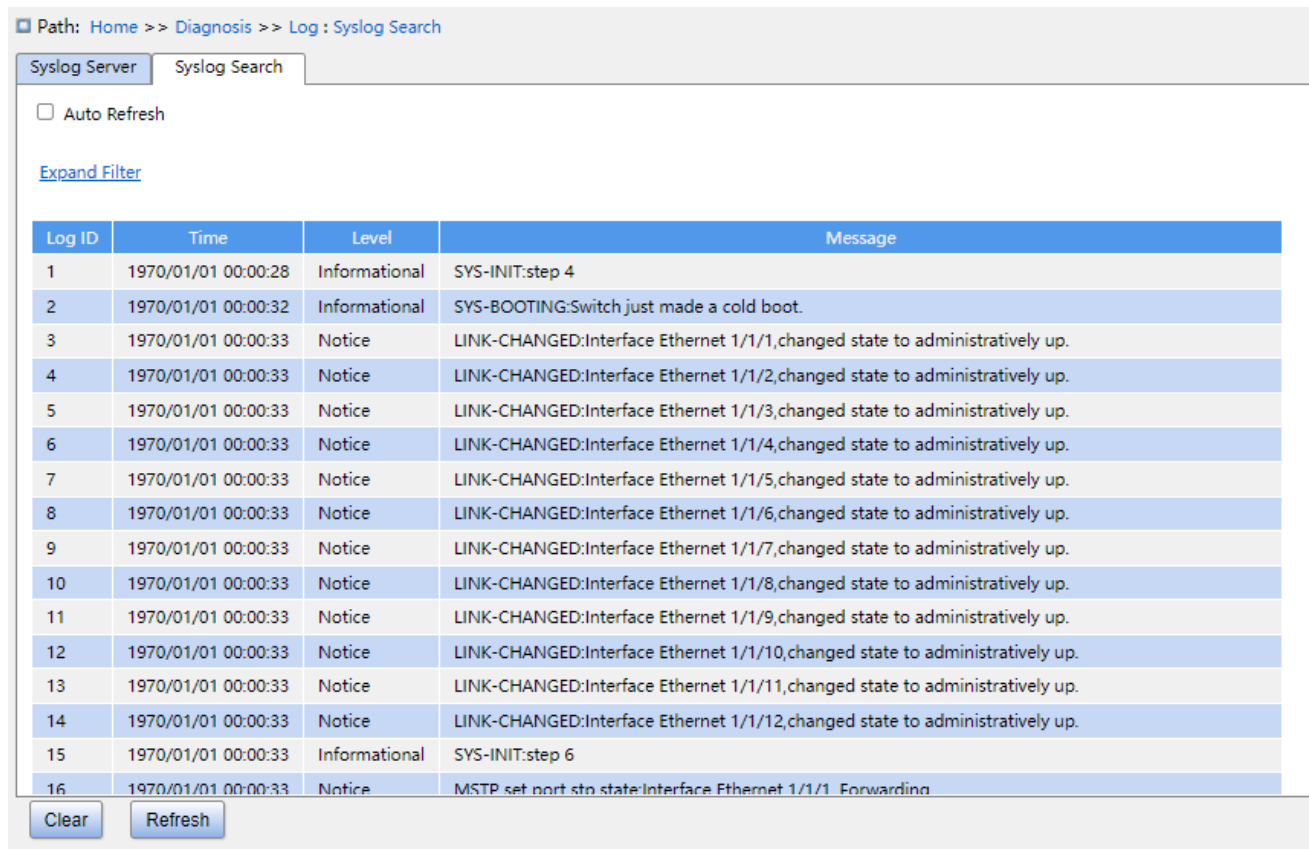 Path: Home >> Diagnosis >> Log : Syslog Search
Syslog Server Syslog Search
Auto Refresh
Expand Filter
Log ID Time Level Message
1 1970/01/01 00:00:28 Informational SYS-INIT:step 4
2 1970/01/01 00:00:32 Informational SYS-BOOTING:Switch just made a cold boot.
3 1970/01/01 00:00:33 Notice LINK-CHANGED:Interface Ethernet 1/1/1,changed state to administratively up.
4 1970/01/01 00:00:33 Notice LINK-CHANGED:Interface Ethernet 1/1/2,changed state to administratively up.
5 1970/01/01 00:00:33 Notice LINK-CHANGED:Interface Ethernet 1/1/3,changed state to administratively up.
6 1970/01/01 00:00:33 Notice LINK-CHANGED:Interface Ethernet 1/1/4,changed state to administratively up.
7 1970/01/01 00:00:33 Notice LINK-CHANGED:Interface Ethernet 1/1/5,changed state to administratively up.
8 1970/01/01 00:00:33 Notice LINK-CHANGED:Interface Ethernet 1/1/6,changed state to administratively up.
9 1970/01/01 00:00:33 Notice LINK-CHANGED:Interface Ethernet 1/1/7,changed state to administratively up.
10 1970/01/01 00:00:33 Notice LINK-CHANGED:Interface Ethernet 1/1/8,changed state to administratively up.
11 1970/01/01 00:00:33 Notice LINK-CHANGED:Interface Ethernet 1/1/9,changed state to administratively up.
12 1970/01/01 00:00:33 Notice LINK-CHANGED:Interface Ethernet 1/1/10,changed state to administratively up.
13 1970/01/01 00:00:33 Notice LINK-CHANGED:Interface Ethernet 1/1/11,changed state to administratively up.
14 1970/01/01 00:00:33 Notice LINK-CHANGED:Interface Ethernet 1/1/12,changed state to administratively up.
15 1970/01/01 00:00:33 Informational SYS-INIT:step 6
16 1970/01/01 00:00:33 Notice MSTP set port stp state:Interface Ethernet 1/1/1, Forwarding
Clear Refresh